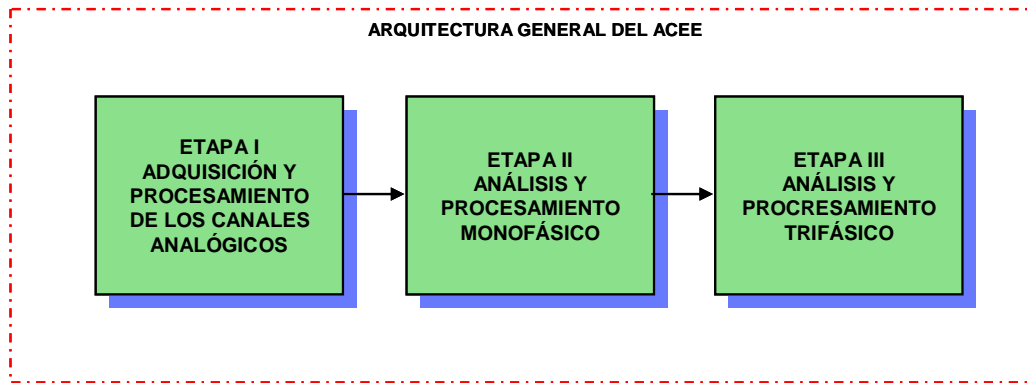 ARQUITECTURA GENERAL DEL ACEE
ETAPA I
ADQUISICIÓN Y
PROCESAMIENTO
DE LOS CANALES
ANALÓGICOS
ETAPA II
ANÁLISIS Y
PROCESAMIENTO
MONOFÁSICO
ETAPA III
ANÁLISIS Y
PROCRESAMIENTO
TRIFÁSICO